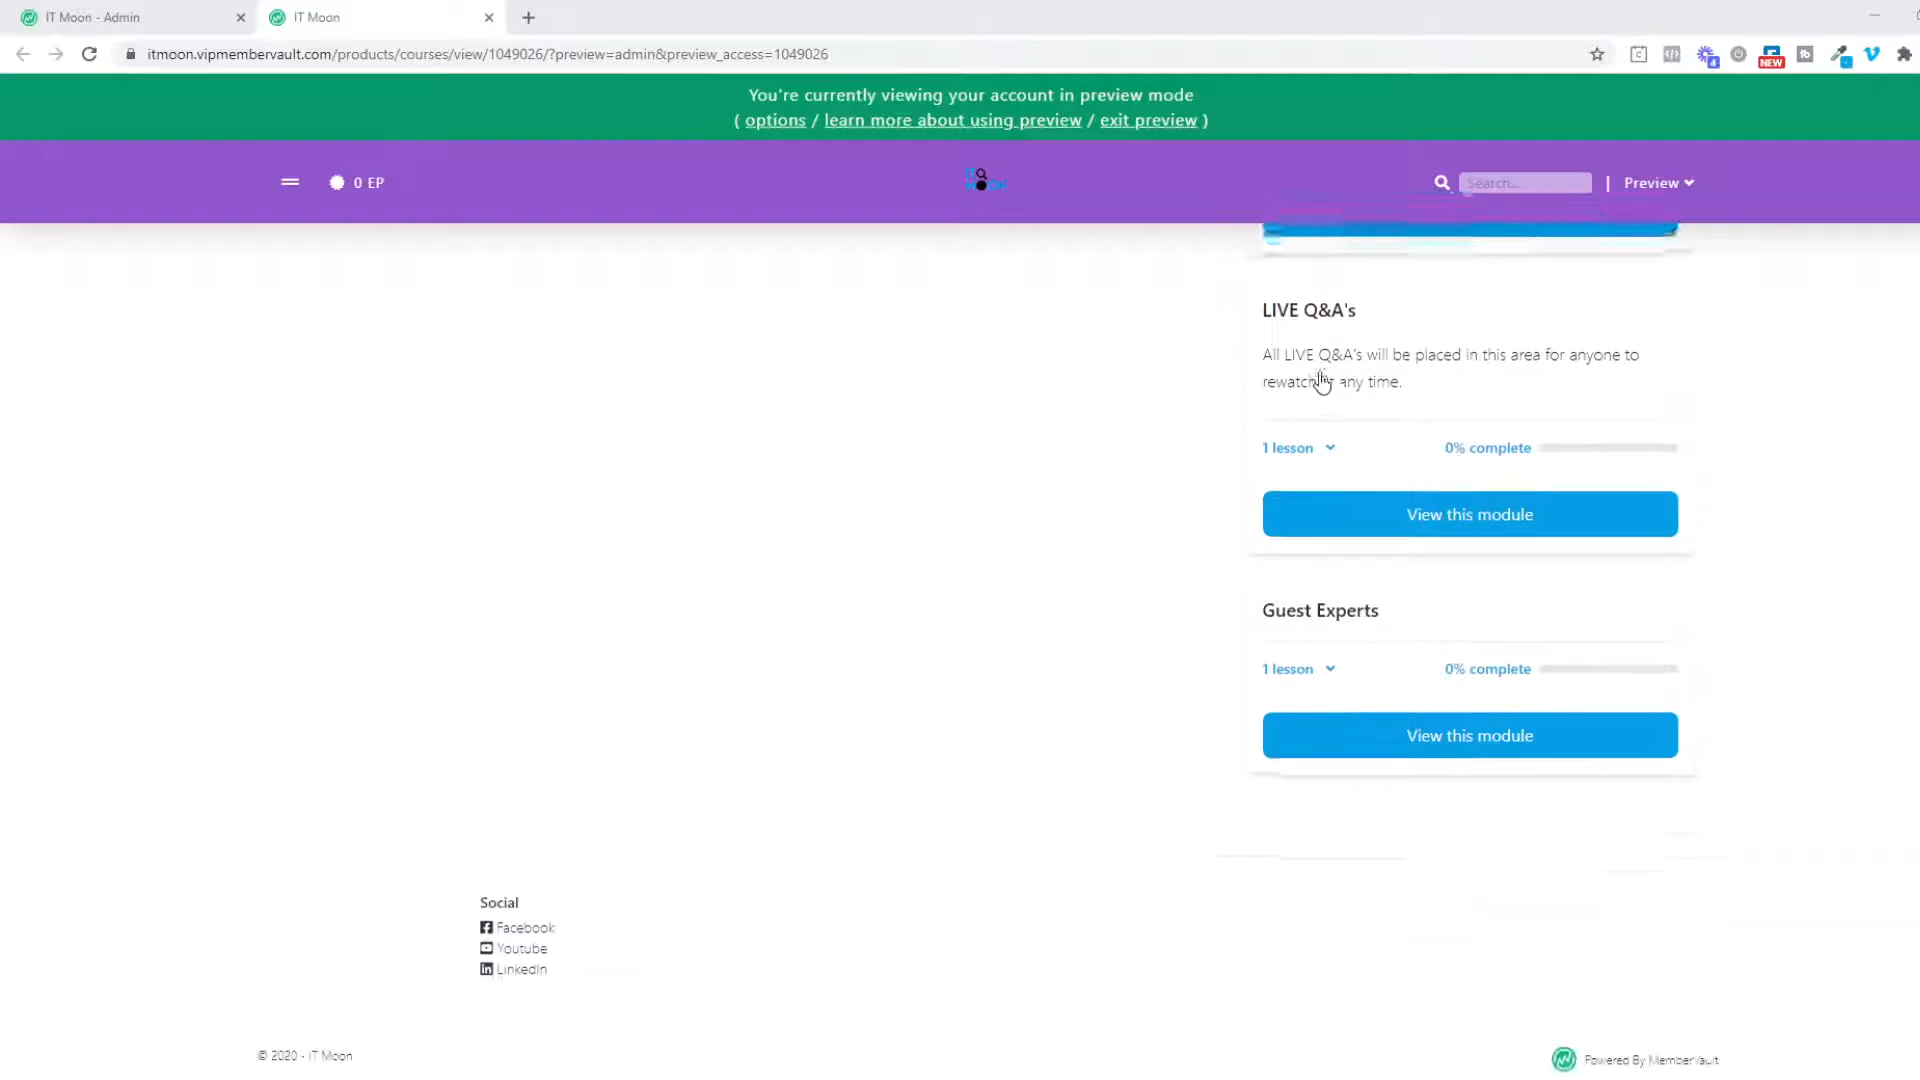 IT Moon - Admin
IT Moon
itmoon.vipmembervault.com/products/courses/view/1049026/?preview=admin&preview_access=1049026
NEW
You're currently viewing your account in preview mode
( options / learn more about using preview / exit preview )
0 EP
Search...
| Preview
LIVE Q&A's
All LIVE Q&A's will be placed in this area for anyone to
rewatch any time.
1 lesson
0% complete
View this module
Guest Experts
1 lesson
0% complete
View this module
Social
Facebook
Youtube
LinkedIn
© 2020 - IT Moon
Powered By MemberVault